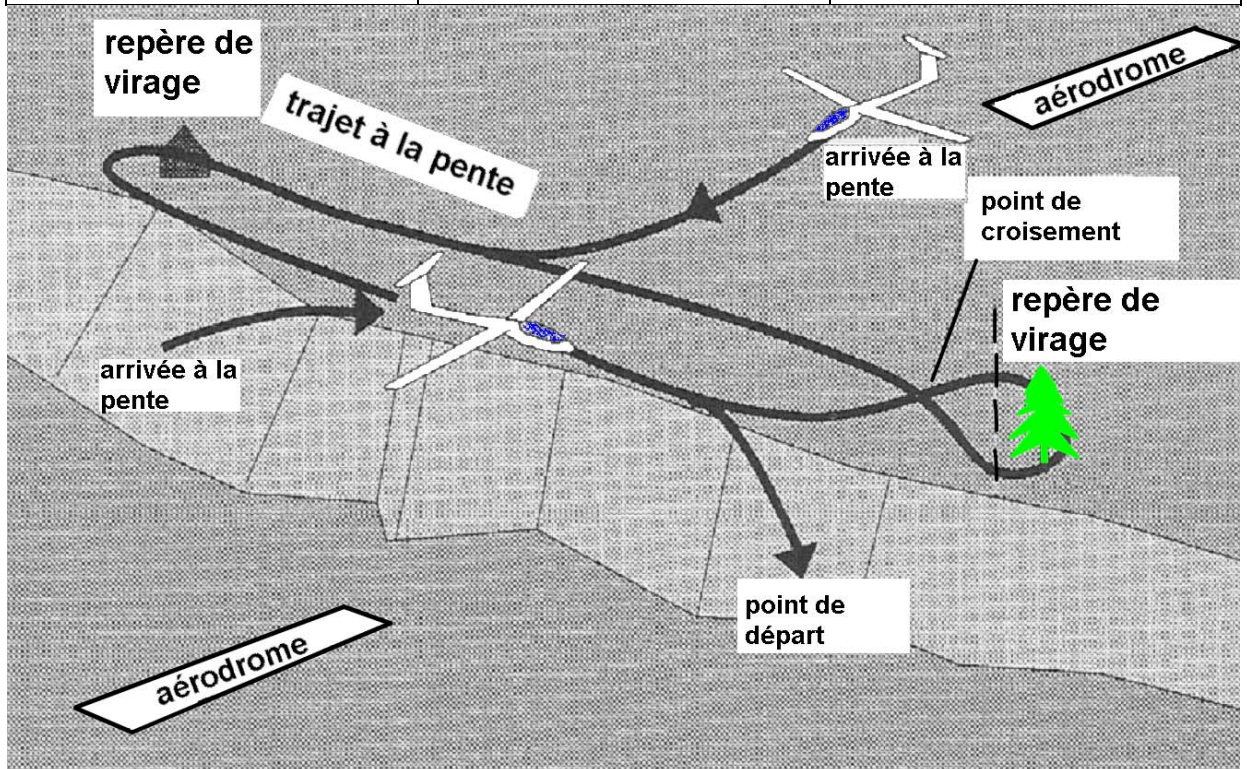 repère de
virage
trajet à la pente
aérodrome
arrivée à la
pente
point de
croisement
repère de
virage
arrivée à la
pente
point de
départ
aérodrome